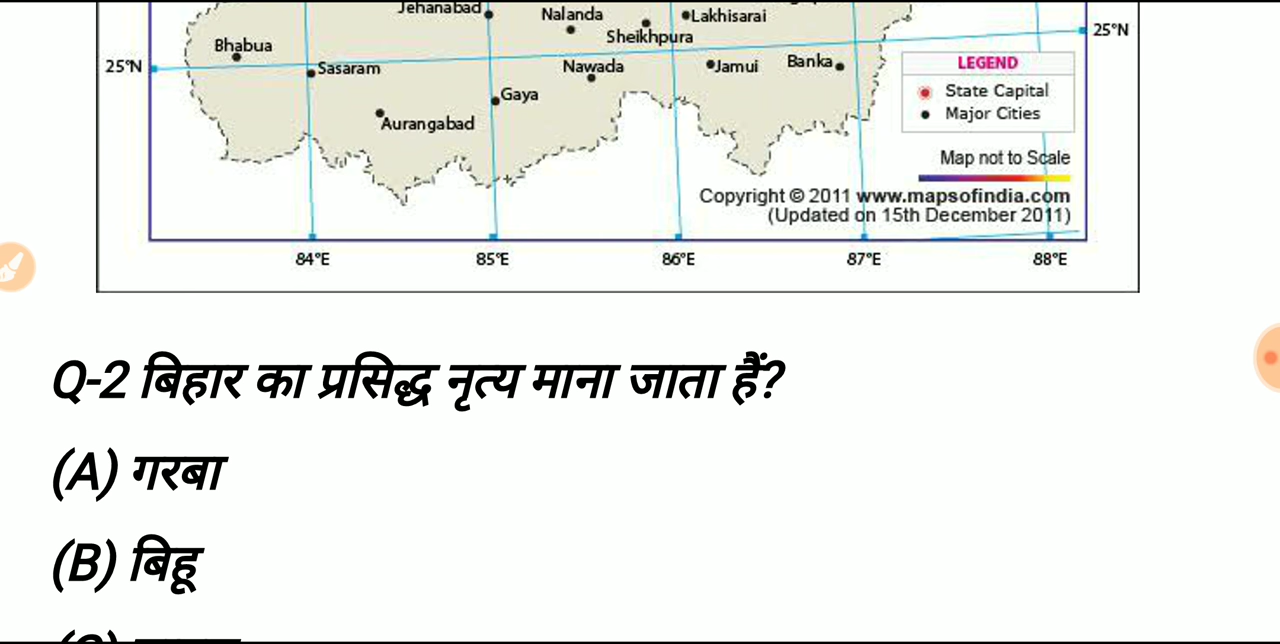 Jehanabad
Nalanda
Lakhisarai
Sheikhpura
25°N
Bhabua
25°N
Sasaram
Nawada
Jamui
Banka
LEGEND
Gaya
State Capital
Aurangabad
Major Cities
Map not to Scale
Copyright © 2011 www.mapsofindia.com
(Updated on 15th December 2011)
84°E 85°E 86°E 87°E 88°E
Q-2 बिहार का प्रसिद्ध नृत्य माना जाता हैं?
(A) गरबा
(B) बिहू